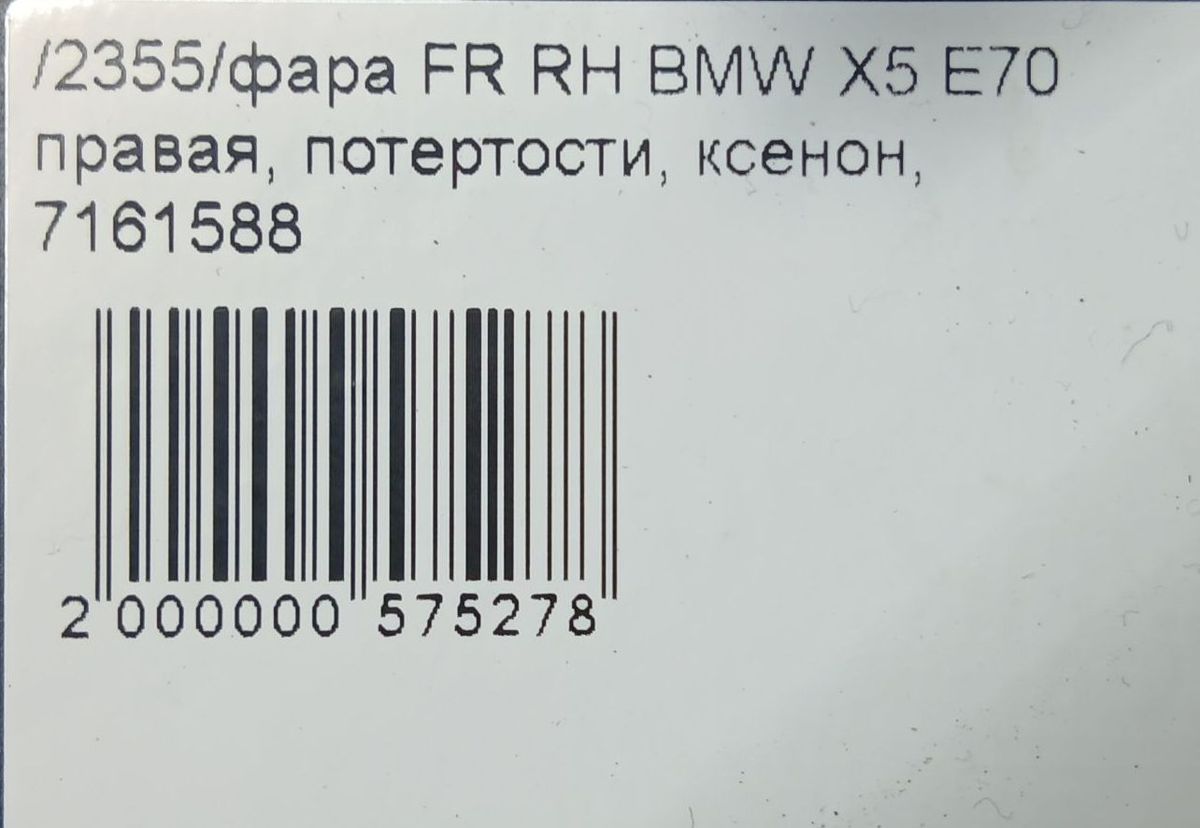 /2355/фара FR RH BMW X5 E70
правая, потертости, ксенон,
7161588
2 000000 575278